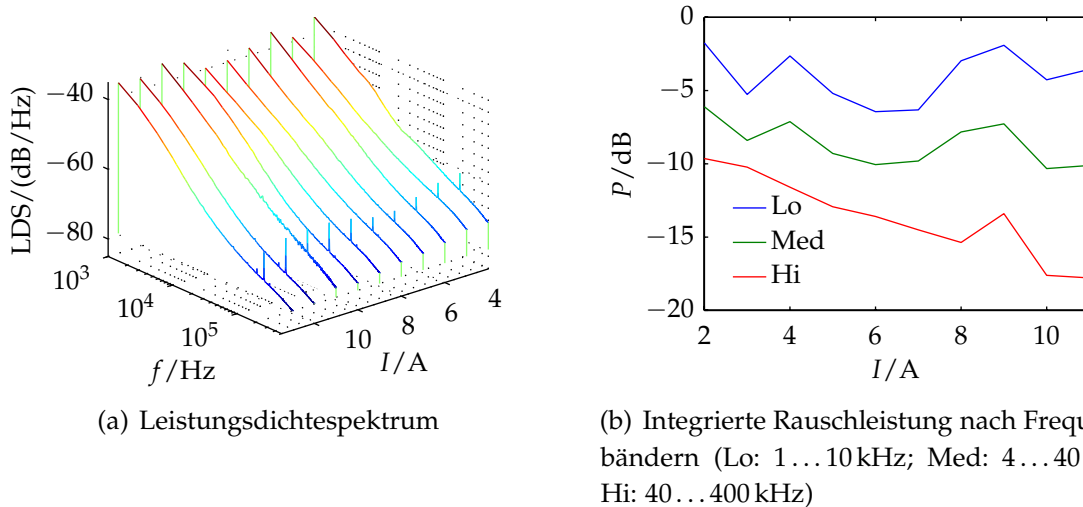 LDS/(dB/Hz)
−40
−60
−80
10³
10⁴
10⁵
f/Hz
10
8
6
4
I/A
(a) Leistungsdichtespektrum
P/dB
0
−5
−10
−15
−20
Lo
Med
Hi
2
4
6
8
10
I/A
(b) Integrierte Rauschleistung nach Frequ
bändern (Lo: 1...10 kHz; Med: 4...40
Hi: 40...400 kHz)